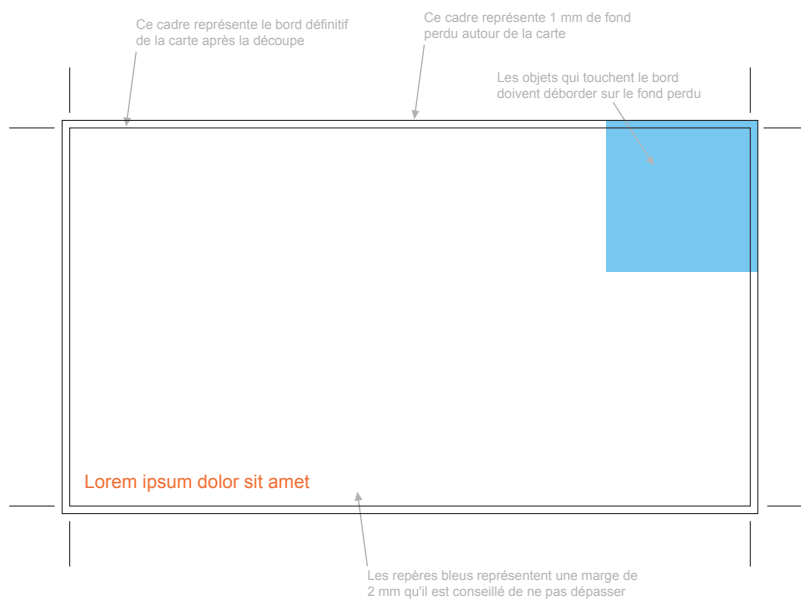 Ce cadre représente le bord définitif
de la carte après la découpe
Ce cadre représente 1 mm de fond
perdu autour de la carte
Les objets qui touchent le bord
doivent déborder sur le fond perdu
Lorem ipsum dolor sit amet
Les repères bleus représentent une marge de
2 mm qu'il est conseillé de ne pas dépasser